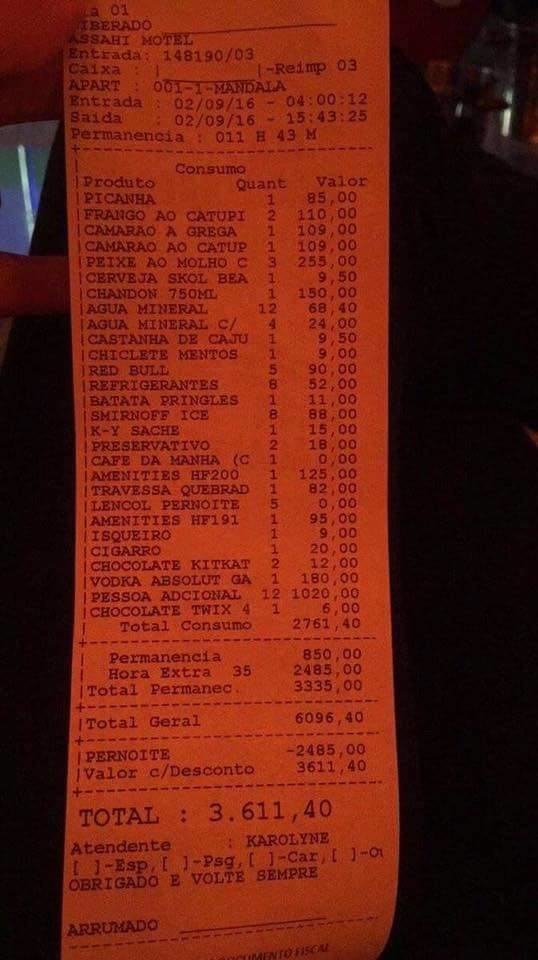 la 01
IBERADO
ASSAHI MOTEL
Entrada: 148190/03
Caixa : |____________|-Reimp 03
APART : 001-1-MANDALA
Entrada : 02/09/16 - 04:00:12
Saida : 02/09/16 - 15:43:25
Permanencia : 011 H 43 M
Consumo
Produto Quant Valor
PICANHA 1 85,00
FRANGO AO CATUPI 2 110,00
CAMARAO A GREGA 1 109,00
CAMARAO AO CATUP 1 109,00
PEIXE AO MOLHO C 3 255,00
CERVEJA SKOL BEA 1 9,50
CHANDON 750ML 1 150,00
AGUA MINERAL 12 68,40
AGUA MINERAL C/ 4 24,00
CASTANHA DE CAJU 1 9,50
CHICLETE MENTOS 1 9,00
RED BULL 5 90,00
REFRIGERANTES 8 52,00
BATATA PRINGLES 1 11,00
SMIRNOFF ICE 8 88,00
K-Y SACHE 1 15,00
PRESERVATIVO 2 18,00
CAFE DA MANHA (C 1 0,00
AMENITIES HF200 1 125,00
TRAVESSA QUEBRAD 1 82,00
LENCOL PERNOITE 5 0,00
AMENITIES HF191 1 95,00
ISQUEIRO 1 9,00
CIGARRO 1 20,00
CHOCOLATE KITKAT 2 12,00
VODKA ABSOLUT GA 1 180,00
PESSOA ADCIONAL 12 1020,00
CHOCOLATE TWIX 4 1 6,00
Total Consumo 2761,40
Permanencia 850,00
Hora Extra 35 2485,00
Total Permanec. 3335,00
Total Geral 6096,40
PERNOITE -2485,00
Valor c/Desconto 3611,40
TOTAL : 3.611,40
Atendente : KAROLYNE
[ ]-Esp,[ ]-Psg,[ ]-Car,[ ]-Ou
OBRIGADO E VOLTE SEMPRE
ARRUMADO ____________
DOCUMENTO FISCAL